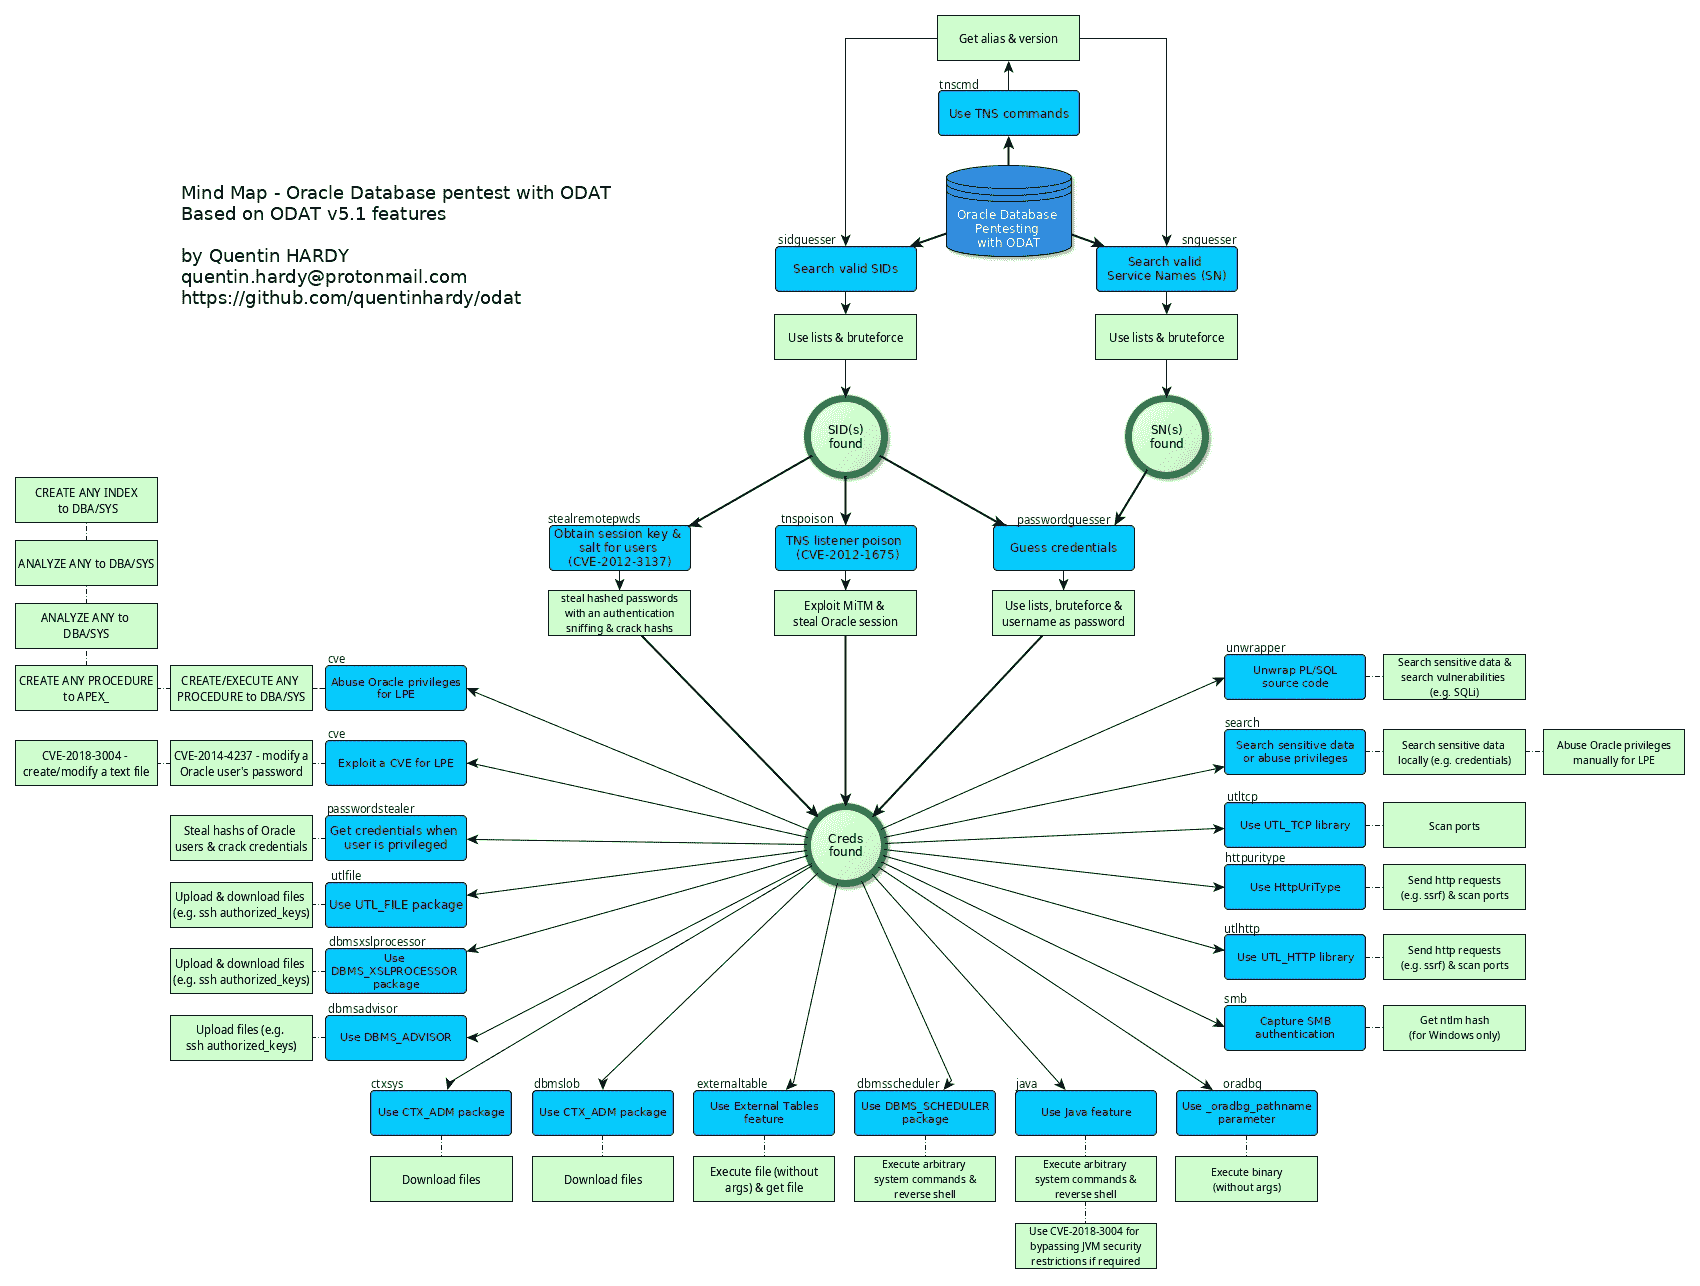 Get alias & version
tnscmd
Use TNS commands
Mind Map - Oracle Database pentest with ODAT
Based on ODAT v5.1 features
by Quentin HARDY
quentin.hardy@protonmail.com
https://github.com/quentinhardy/odat
Oracle Database
Pentesting
with ODAT
sidguesser
Search valid SIDs
snguesser
Search valid
Service Names (SN)
Use lists & bruteforce
Use lists & bruteforce
SID(s)
found
SN(s)
found
CREATE ANY INDEX
to DBA/SYS
ANALYZE ANY to DBA/SYS
ANALYZE ANY to
DBA/SYS
CREATE ANY PROCEDURE
to APEX_
CREATE/EXECUTE ANY
PROCEDURE to DBA/SYS
stealremotepwds
Obtain session key &
salt for users
(CVE-2012-3137)
tnspoison
TNS listener poison
(CVE-2012-1675)
passwordguesser
Guess credentials
steal hashed passwords
with an authentication
sniffing & crack hashs
Exploit MiTM &
steal Oracle session
Use lists, bruteforce &
username as password
cve
Abuse Oracle privileges
for LPE
cve
Exploit a CVE for LPE
CVE-2014-4237 - modify a
Oracle user's password
CVE-2018-3004 -
create/modify a text file
passwordstealer
Get credentials when
user is privileged
Steal hashs of Oracle
users & crack credentials
utlfile
Use UTL_FILE package
Upload & download files
(e.g. ssh authorized_keys)
dbmsxslprocessor
Use
DBMS_XSLPROCESSOR
package
Upload & download files
(e.g. ssh authorized_keys)
dbmsadvisor
Use DBMS_ADVISOR
Upload files (e.g.
ssh authorized_keys)
Creds
found
unwrapper
Unwrap PL/SQL
source code
Search sensitive data &
search vulnerabilities
(e.g. SQLi)
search
Search sensitive data
or abuse privileges
Search sensitive data
locally (e.g. credentials)
Abuse Oracle privileges
manually for LPE
utltcp
Use UTL_TCP library
Scan ports
httpuritype
Use HttpUriType
Send http requests
(e.g. ssrf) & scan ports
utlhttp
Use UTL_HTTP library
Send http requests
(e.g. ssrf) & scan ports
smb
Capture SMB
authentication
Get ntlm hash
(for Windows only)
ctxsys
Use CTX_ADM package
Download files
dbmslob
Use CTX_ADM package
Download files
externaltable
Use External Tables
feature
Execute file (without
args) & get file
dbmsscheduler
Use DBMS_SCHEDULER
package
Execute arbitrary
system commands &
reverse shell
java
Use Java feature
Execute arbitrary
system commands &
reverse shell
Use CVE-2018-3004 for
bypassing JVM security
restrictions if required
oradbg
Use _oradbg_pathname
parameter
Execute binary
(without args)